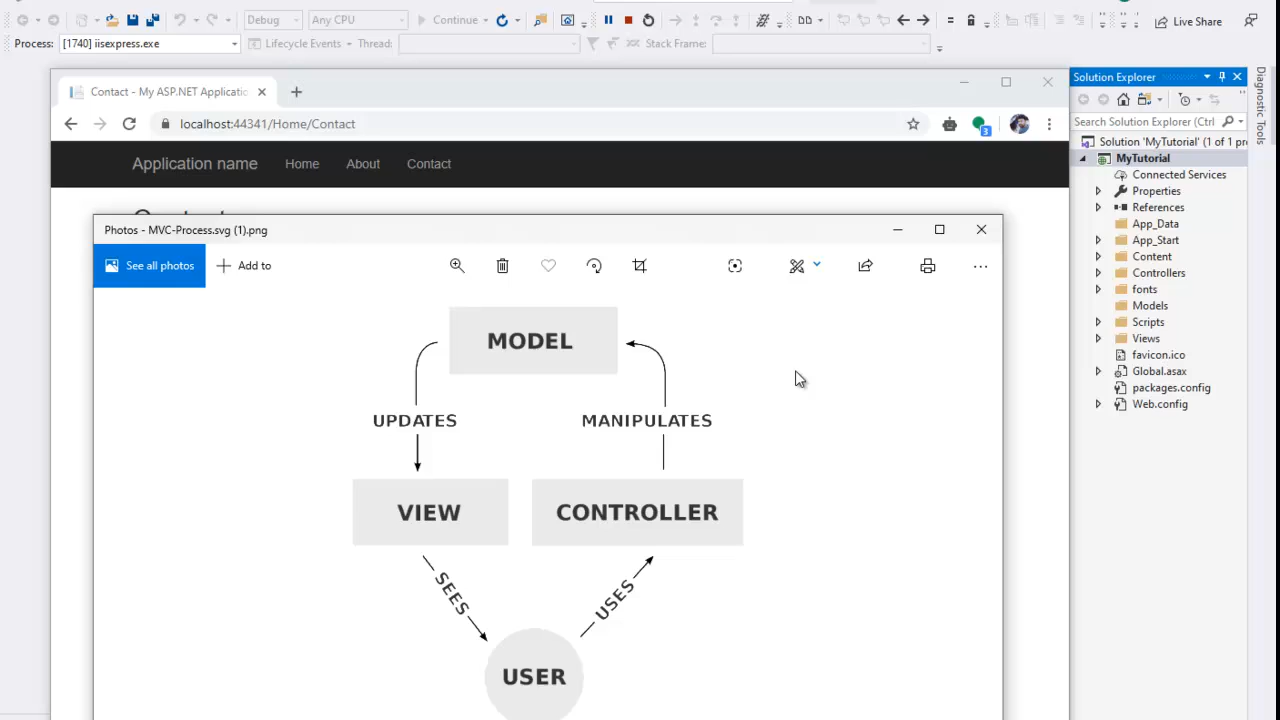 Debug
Any CPU
Continue
Live Share
Process:
[1740] iisexpress.exe
Lifecycle Events
Thread:
Stack Frame:
Contact - My ASP.NET Applicatio
localhost:44341/Home/Contact
3
Application name
Home
About
Contact
Photos - MVC-Process.svg (1).png
See all photos
Add to
MODEL
UPDATES
MANIPULATES
VIEW
CONTROLLER
SEES
USES
USER
Solution Explorer
Search Solution Explorer (Ctrl
Solution 'MyTutorial' (1 of 1 pr
MyTutorial
Connected Services
Properties
References
App_Data
App_Start
Content
Controllers
fonts
Models
Scripts
Views
favicon.ico
Global.asax
packages.config
Web.config
Diagnostic Tools